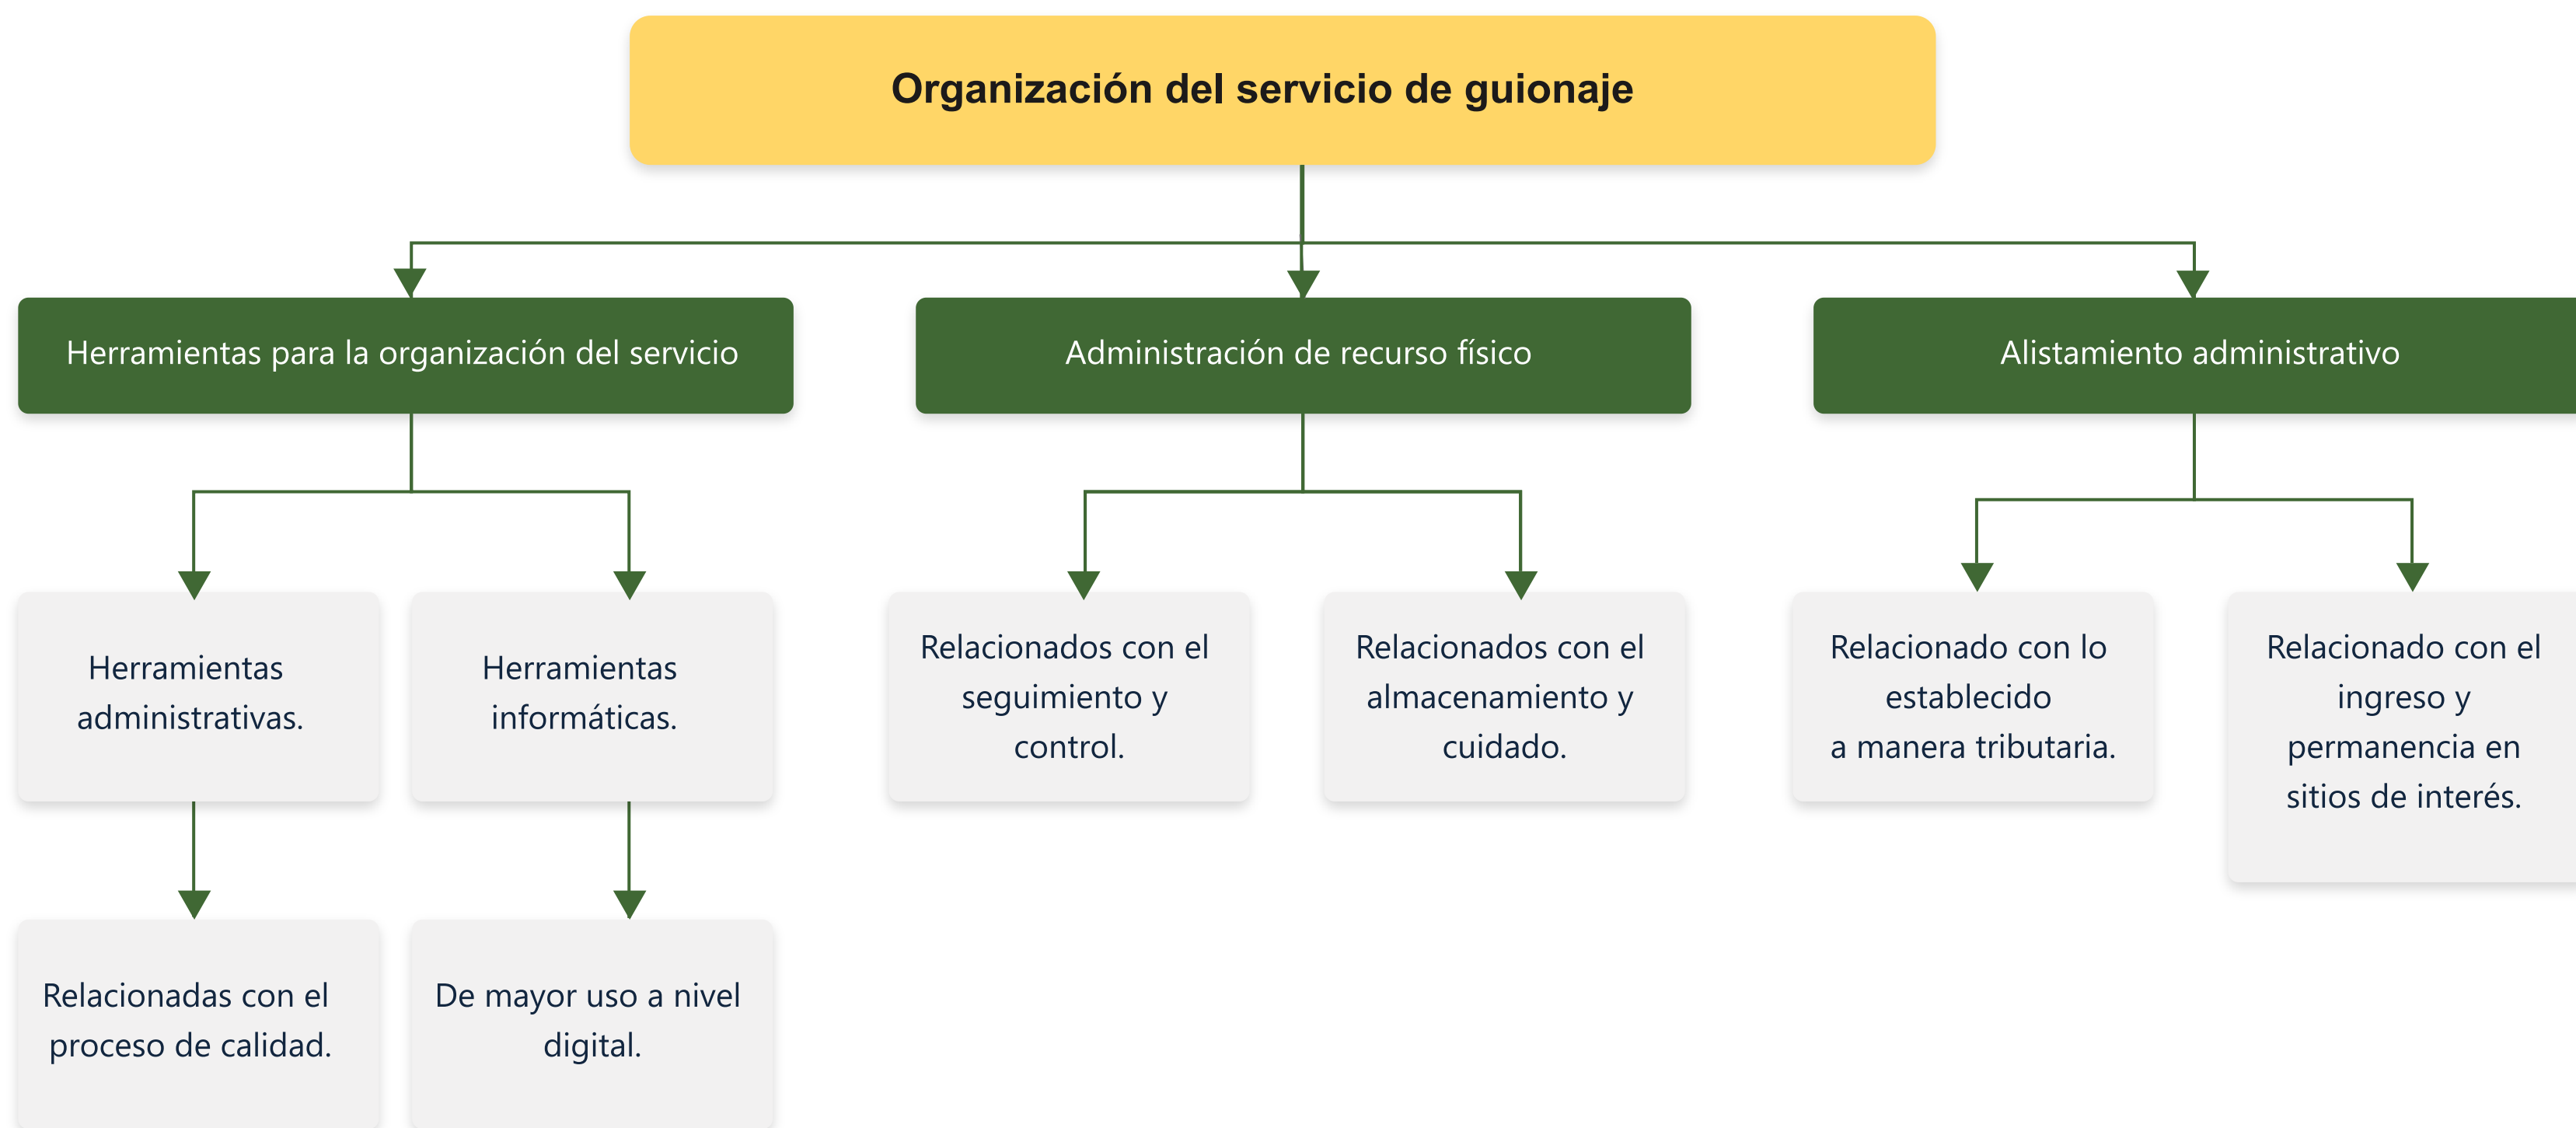 Organización del servicio de guionaje
Herramientas para la organización del servicio
Administración de recurso físico
Alistamiento administrativo
Herramientas
administrativas.
Herramientas
informáticas.
Relacionados con el
seguimiento y
control.
Relacionados con el
almacenamiento y
cuidado.
Relacionado con lo
establecido
a manera tributaria.
Relacionado con el
ingreso y
permanencia en
sitios de interés.
Relacionadas con el
proceso de calidad.
De mayor uso a nivel
digital.